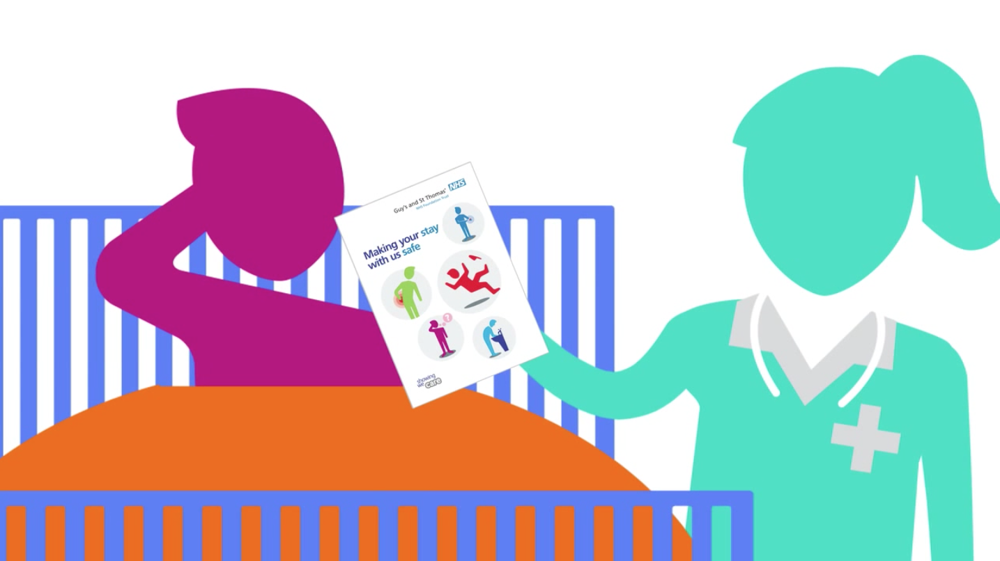 Guy's and St Thomas' NHS
NHS Foundation Trust
Making your stay
with us safe
?
showing
we care